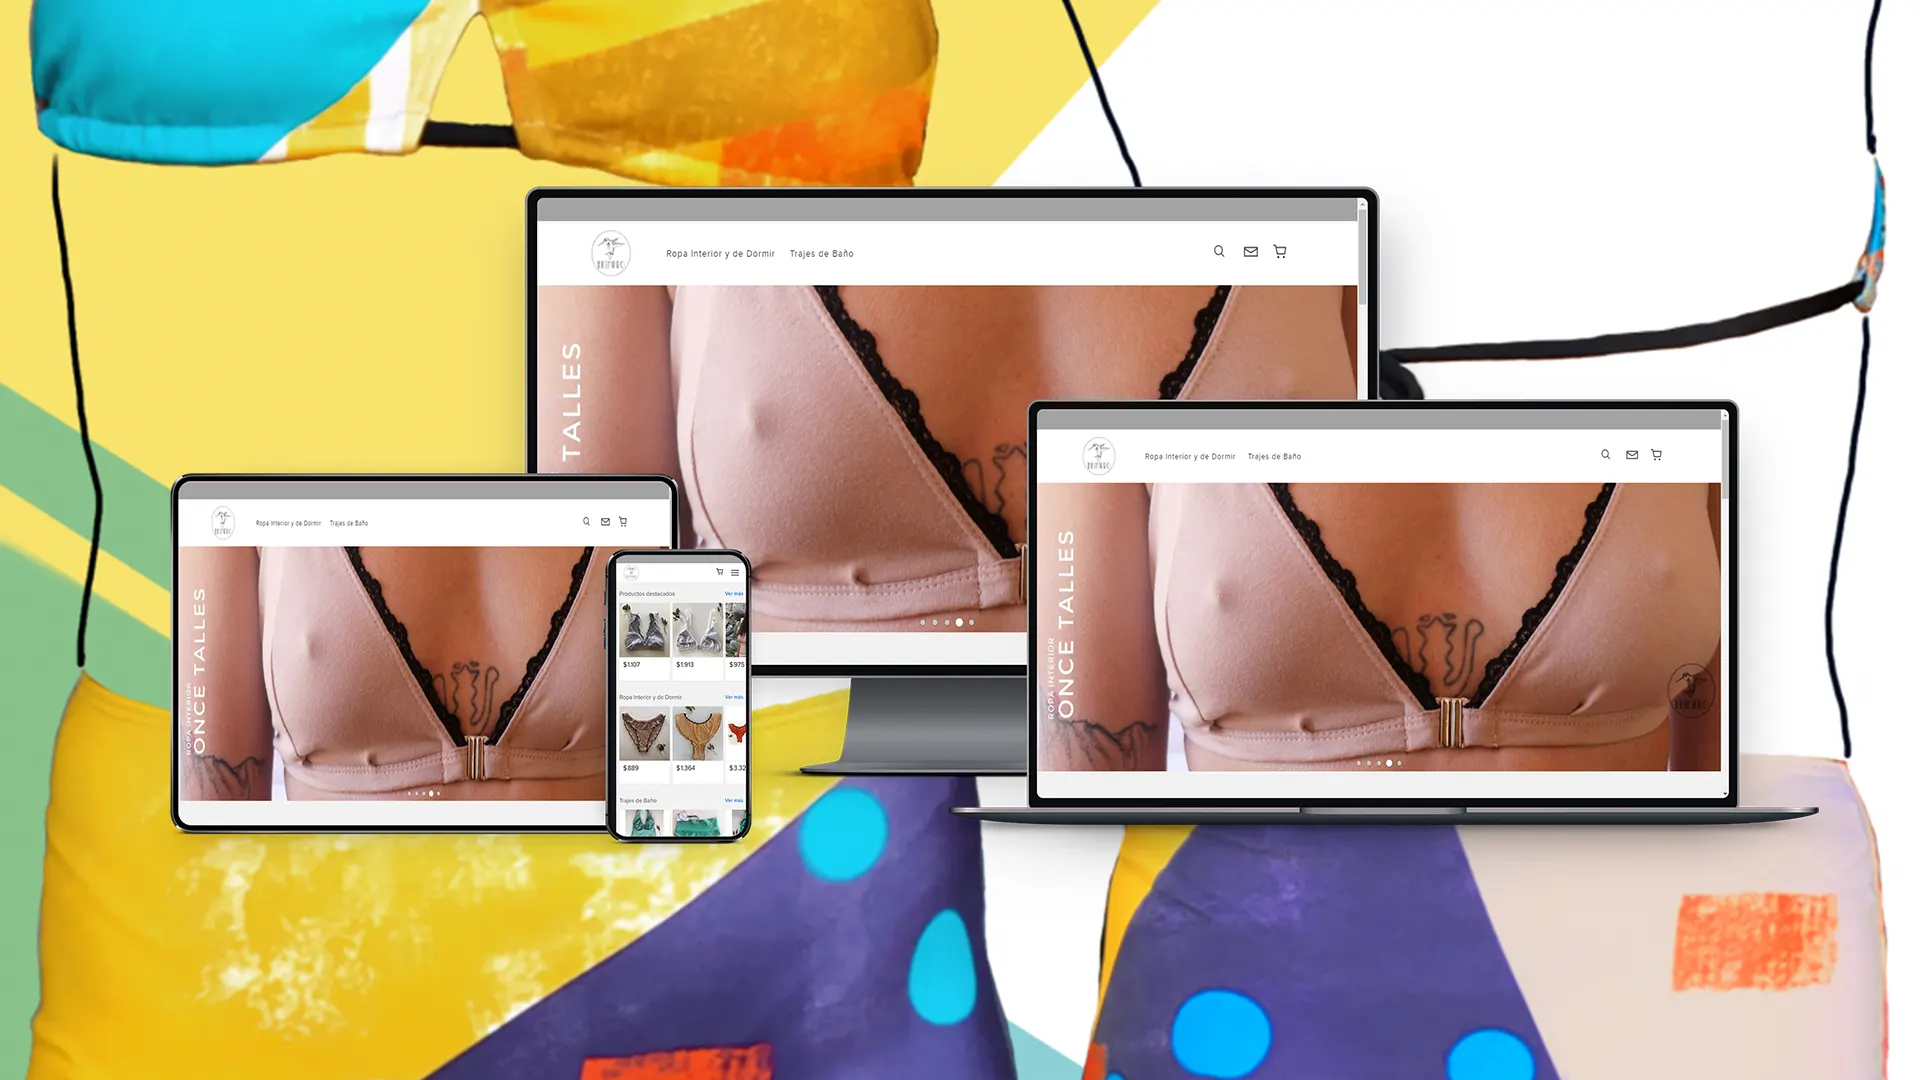 Ropa Interior y de Dormir Trajes de Baño
TALLES
Ropa Interior y de Dormir Trajes de Baño
ROPA INTERIOR
ONCE TALLES
Ropa Interior y de Dormir Trajes de Baño
ROPA INTERIOR
ONCE TALLES
Productos destacados Ver más
$1.107 $1.913 $975
Ropa Interior y de Dormir Ver más
$889 $1.364 $3.32
Trajes de Baño Ver más